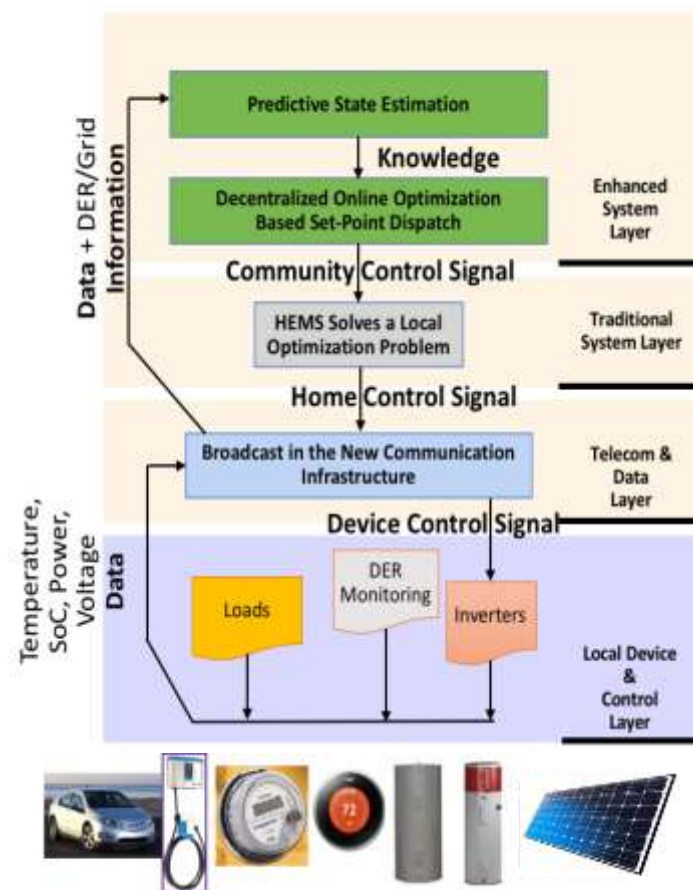 Predictive State Estimation
Knowledge
Decentralized Online Optimization
Based Set-Point Dispatch
Enhanced
System
Layer
Data + DER/Grid
Information
Community Control Signal
HEMS Solves a Local
Optimization Problem
Traditional
System Layer
Home Control Signal
Broadcast in the New Communication
Infrastructure
Telecom &
Data
Layer
Device Control Signal
Temperature,
SoC, Power,
Voltage
Data
Loads
DER
Monitoring
Inverters
Local Device
&
Control
Layer
72